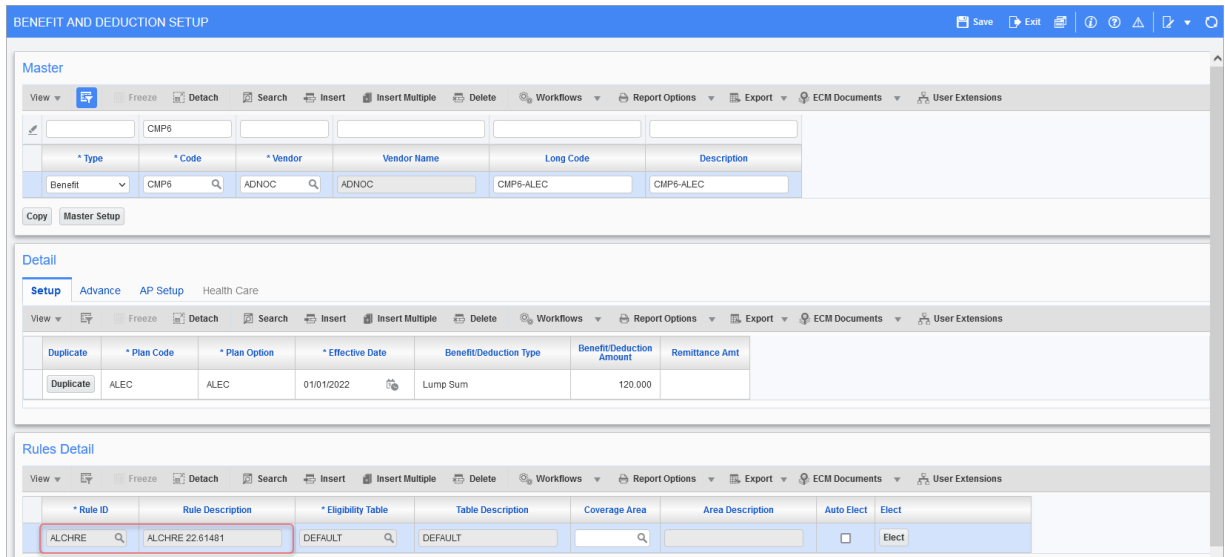 BENEFIT AND DEDUCTION SETUP Save Exit
Master
View Freeze Detach Search Insert Insert Multiple Delete Workflows Report Options Export ECM Documents User Extensions
CMP6
* Type * Code * Vendor Vendor Name Long Code Description
Benefit CMP6 ADNOC ADNOC CMP6-ALEC CMP6-ALEC
Copy Master Setup
Detail
Setup Advance AP Setup Health Care
View Freeze Detach Search Insert Insert Multiple Delete Workflows Report Options Export ECM Documents User Extensions
Duplicate * Plan Code * Plan Option * Effective Date Benefit/Deduction Type Benefit/Deduction Amount Remittance Amt
Duplicate ALEC ALEC 01/01/2022 Lump Sum 120.000
Rules Detail
View Freeze Detach Search Insert Insert Multiple Delete Workflows Report Options Export ECM Documents User Extensions
* Rule ID Rule Description * Eligibility Table Table Description Coverage Area Area Description Auto Elect Elect
ALCHRE ALCHRE 22.61481 DEFAULT DEFAULT Elect